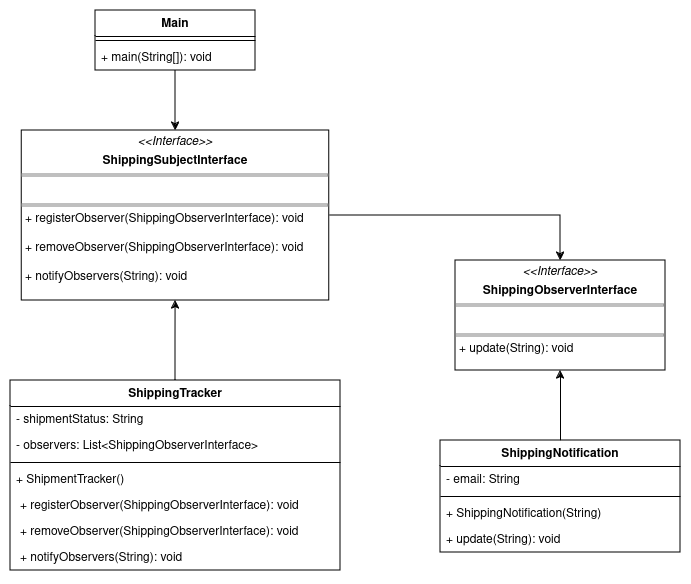 Main
+ main(String[]): void
<<Interface>>
ShippingSubjectInterface
+ registerObserver(ShippingObserverInterface): void
+ removeObserver(ShippingObserverInterface): void
+ notifyObservers(String): void
<<Interface>>
ShippingObserverInterface
+ update(String): void
ShippingTracker
- shipmentStatus: String
- observers: List<ShippingObserverInterface>
+ ShipmentTracker()
+ registerObserver(ShippingObserverInterface): void
+ removeObserver(ShippingObserverInterface): void
+ notifyObservers(String): void
ShippingNotification
- email: String
+ ShippingNotification(String)
+ update(String): void